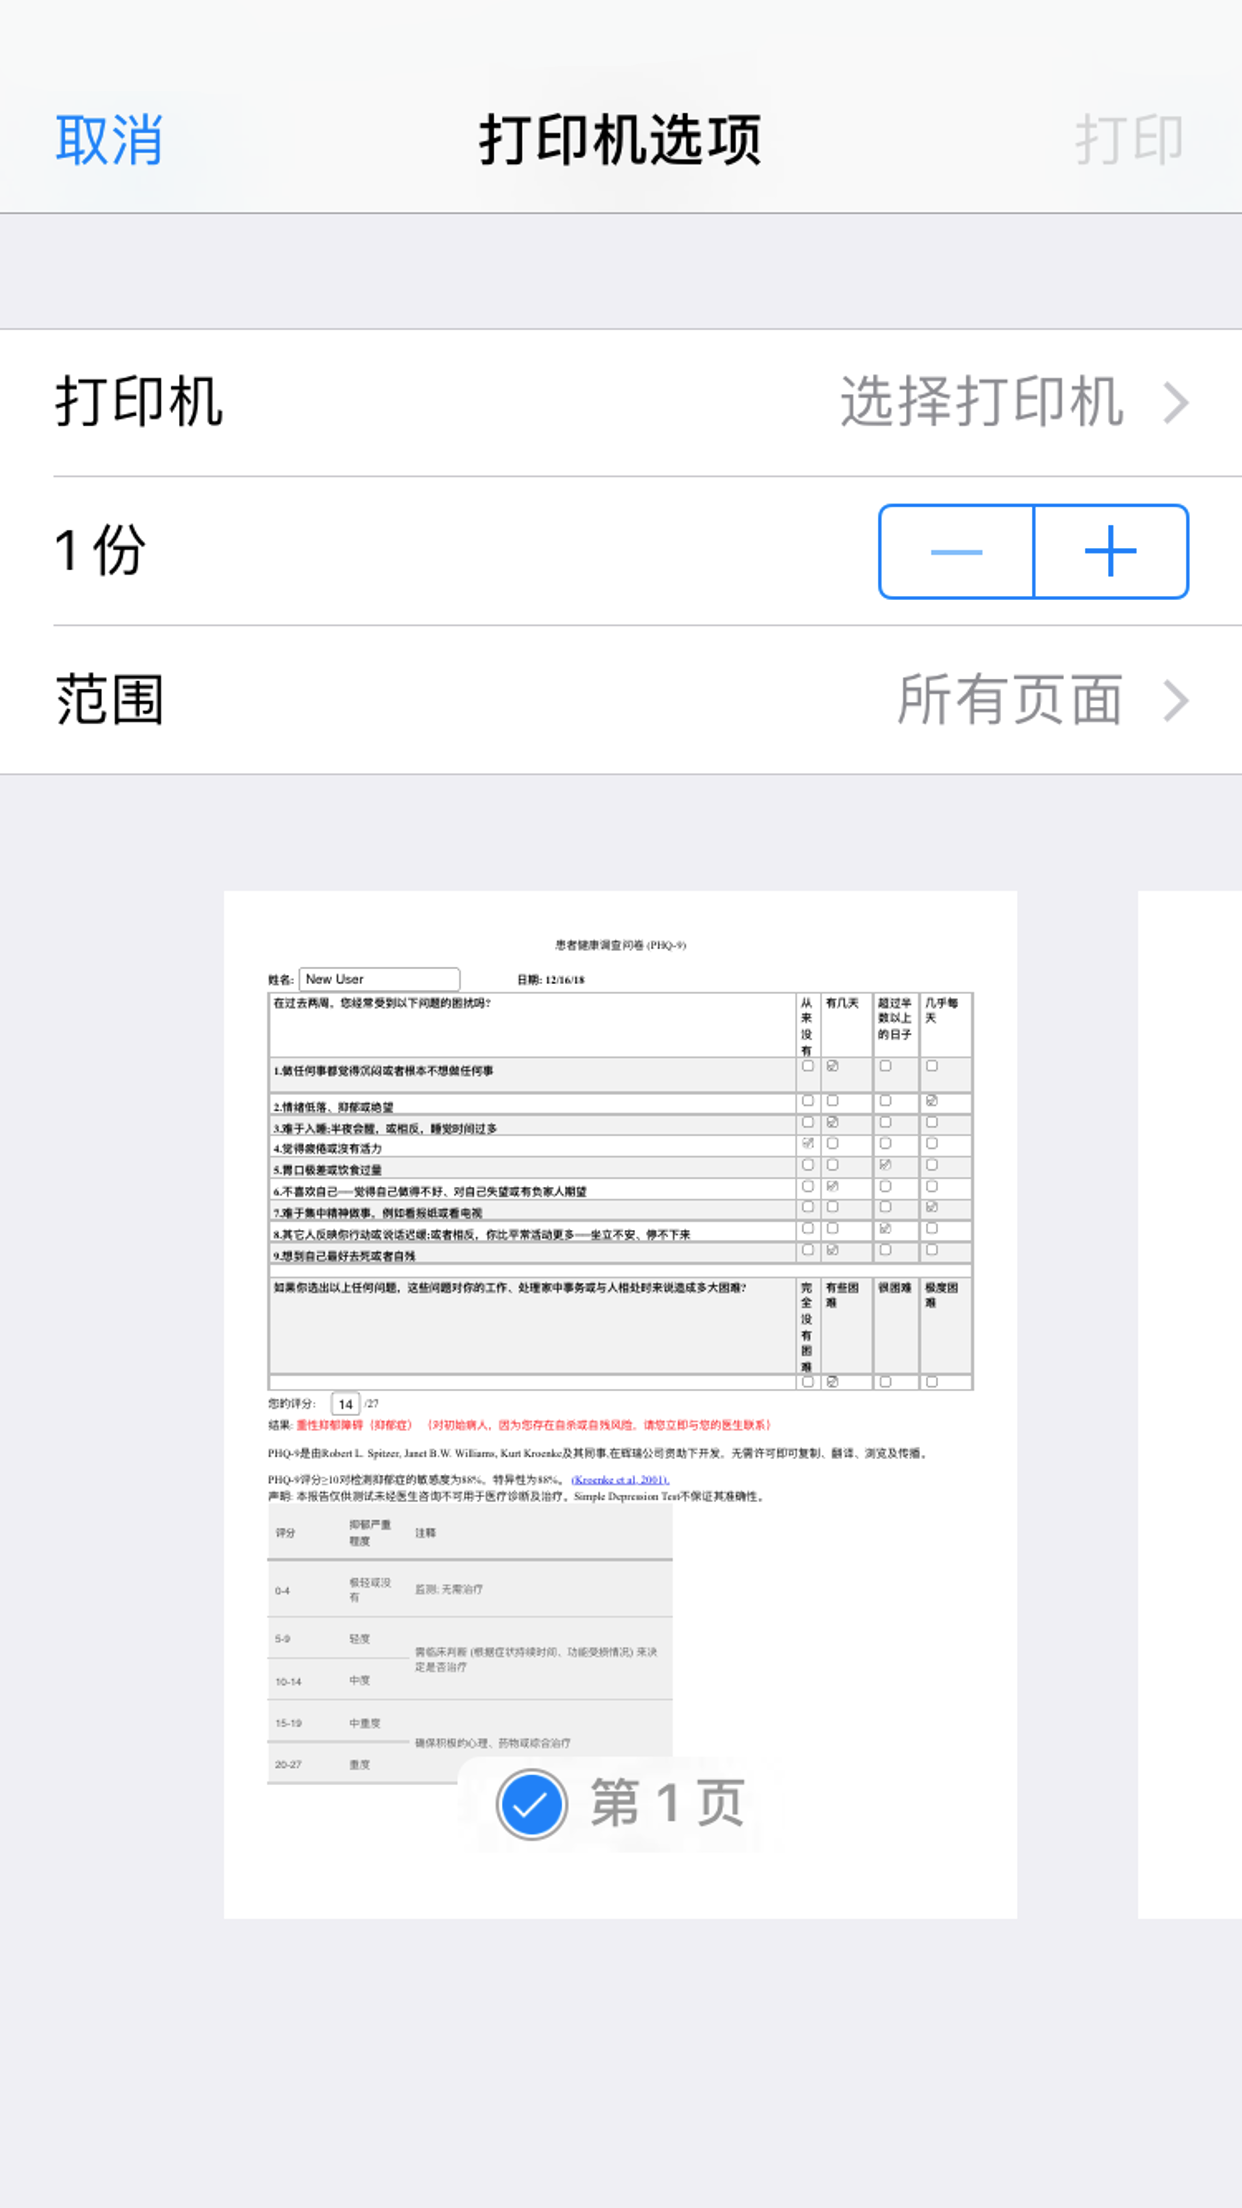 取消
打印机选项
打印
打印机
选择打印机
1 份
范围
所有页面
患者健康调查问卷 (PHQ-9)
姓名: New User
日期: 12/16/18
在过去两周，您经常受到以下问题的困扰吗?
从来没有
有几天
超过半数以上的日子
几乎每天
1.做任何事都觉得沉闷或者根本不想做任何事
2.情绪低落、抑郁或绝望
3.难于入睡;半夜会醒，或相反，睡觉时间过多
4.觉得疲倦或没有活力
5.胃口极差或饮食过量
6.不喜欢自己──觉得自己做得不好、对自己失望或有负家人期望
7.难于集中精神做事，例如看报纸或看电视
8.其它人反映你行动或说话迟缓;或者相反，你比平常活动更多──坐立不安、停不下来
9.想到自己最好去死或者自残
如果你选出以上任何问题，这些问题对你的工作、处理家中事务或与人相处时来说造成多大困难?
完全没有困难
有些困难
很困难
极度困难
您的评分: 14 /27
结果: 重性抑郁障碍（抑郁症） （对初始病人，因为您存在自杀或自残风险，请您立即与您的医生联系）
PHQ-9是由Robert L. Spitzer, Janet B.W. Williams, Kurt Kroenke及其同事,在辉瑞公司资助下开发，无需许可即可复制、翻译、浏览及传播。
PHQ-9评分≥10对检测抑郁症的敏感度为88%，特异性为88%。 (Kroenke et al, 2001).
声明: 本报告仅供测试未经医生咨询不可用于医疗诊断及治疗。Simple Depression Test不保证其准确性。
评分
抑郁严重程度
注释
0-4
极轻或没有
监测; 无需治疗
5-9
轻度
需临床判断 (根据症状持续时间、功能受损情况) 来决定是否治疗
10-14
中度
15-19
中重度
确保积极的心理、药物或综合治疗
20-27
重度
第 1 页